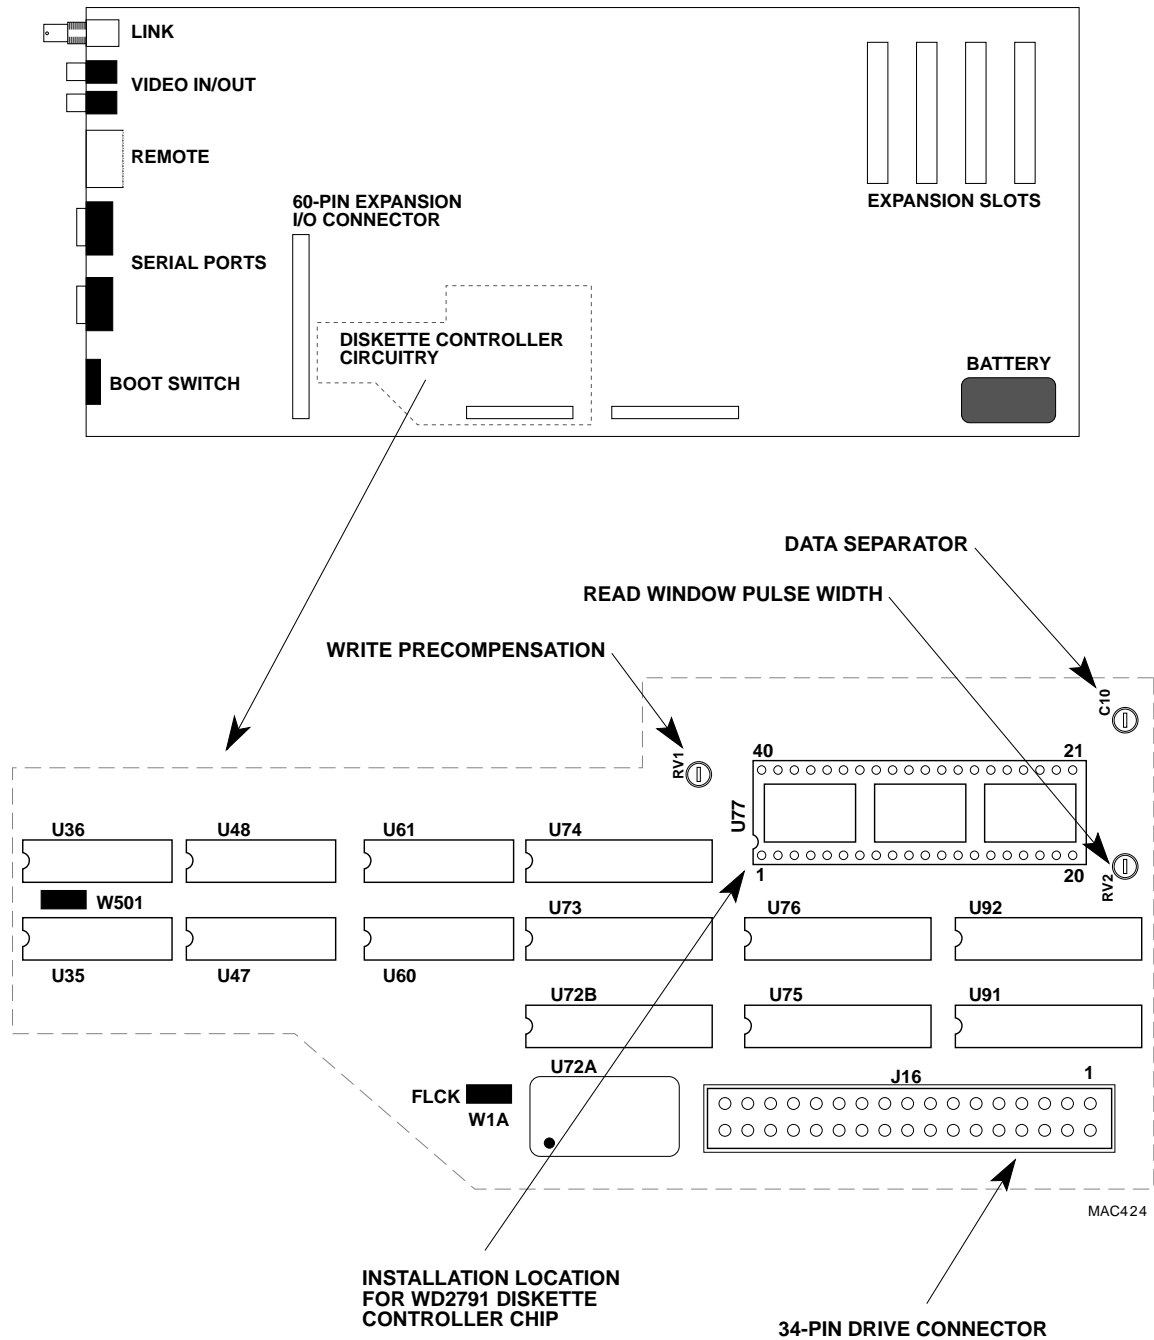 LINK
VIDEO IN/OUT
REMOTE
EXPANSION SLOTS
60-PIN EXPANSION
I/O CONNECTOR
SERIAL PORTS
DISKETTE CONTROLLER
CIRCUITRY
BATTERY
BOOT SWITCH
DATA SEPARATOR
READ WINDOW PULSE WIDTH
WRITE PRECOMPENSATION
C10
RV1
40
21
U77
U36
U48
U61
U74
1
20
RV2
W501
U73
U76
U92
U35
U47
U60
U72B
U75
U91
U72A
J16
1
FLCK
W1A
MAC424
INSTALLATION LOCATION
FOR WD2791 DISKETTE
CONTROLLER CHIP
34-PIN DRIVE CONNECTOR